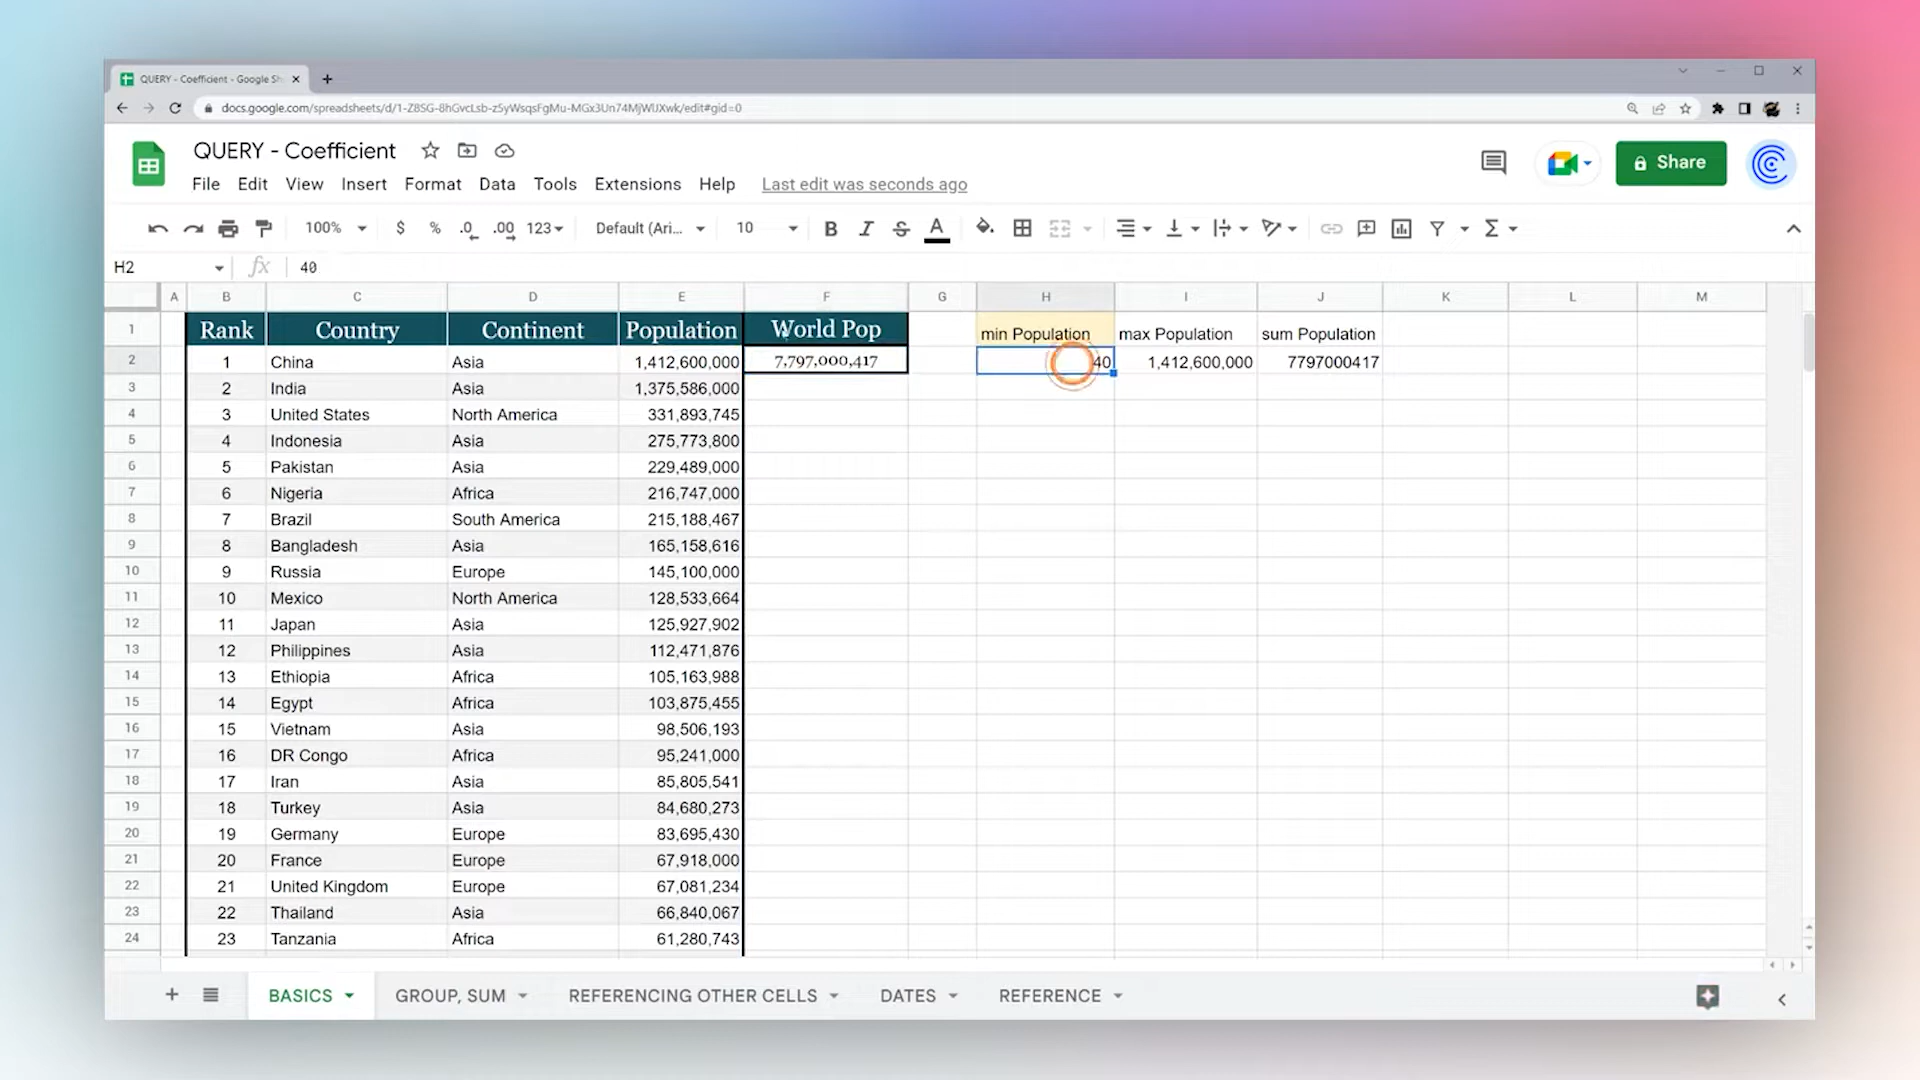 QUERY - Coefficient - Google Sh
docs.google.com/spreadsheets/d/1-Z8SG-8hGvcLsb-z5yWsqsFgMu-MGx3Un74MjWlJXwk/edit#gid=0
QUERY - Coefficient
File Edit View Insert Format Data Tools Extensions Help Last edit was seconds ago
Share
100% $ % .0 .00 123 Default (Ari... 10 B I S A
H2 fx 40
A B C D E F G H I J K L M
1 Rank Country Continent Population World Pop min Population max Population sum Population
2 1 China Asia 1,412,600,000 7,797,000,417 40 1,412,600,000 7797000417
3 2 India Asia 1,375,586,000
4 3 United States North America 331,893,745
5 4 Indonesia Asia 275,773,800
6 5 Pakistan Asia 229,489,000
7 6 Nigeria Africa 216,747,000
8 7 Brazil South America 215,188,467
9 8 Bangladesh Asia 165,158,616
10 9 Russia Europe 145,100,000
11 10 Mexico North America 128,533,664
12 11 Japan Asia 125,927,902
13 12 Philippines Asia 112,471,876
14 13 Ethiopia Africa 105,163,988
15 14 Egypt Africa 103,875,455
16 15 Vietnam Asia 98,506,193
17 16 DR Congo Africa 95,241,000
18 17 Iran Asia 85,805,541
19 18 Turkey Asia 84,680,273
20 19 Germany Europe 83,695,430
21 20 France Europe 67,918,000
22 21 United Kingdom Europe 67,081,234
23 22 Thailand Asia 66,840,067
24 23 Tanzania Africa 61,280,743
BASICS GROUP, SUM REFERENCING OTHER CELLS DATES REFERENCE